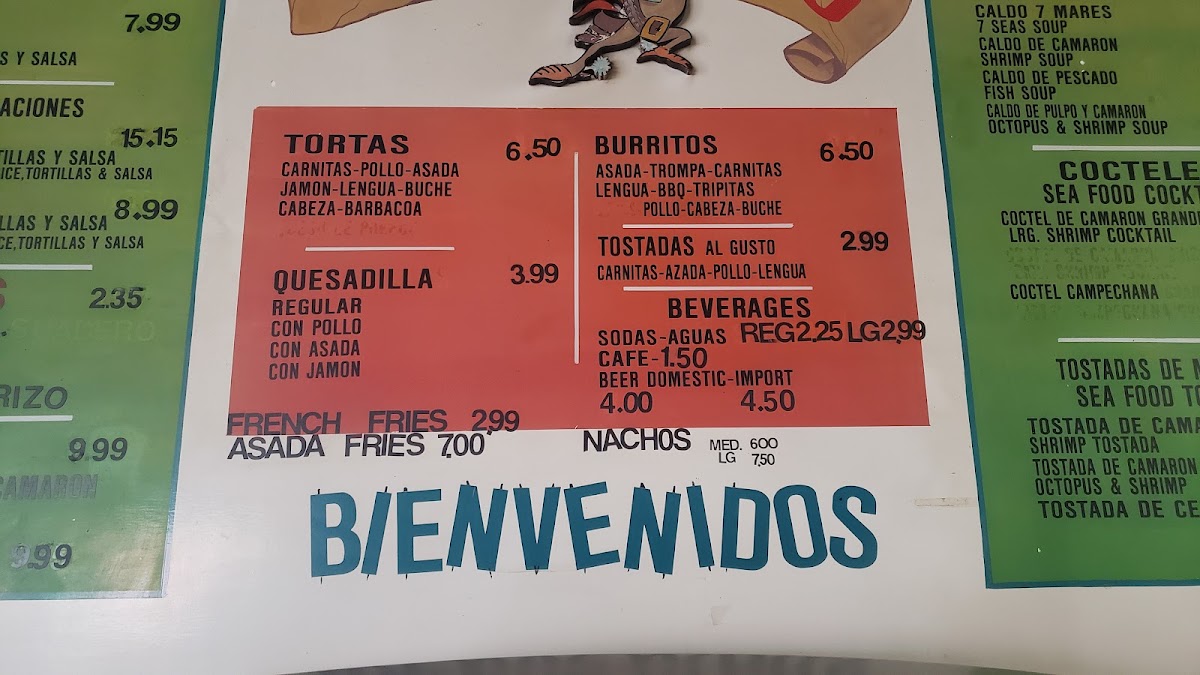 7.99
S Y SALSA
ACIONES
15.15
TILLAS Y SALSA
ICE,TORTILLAS & SALSA
8.99
LLAS Y SALSA
CE,TORTILLAS Y SALSA
2.35
RIZO
9.99
CAMARON
9.99
TORTAS 6.50
CARNITAS-POLLO-ASADA
JAMON-LENGUA-BUCHE
CABEZA-BARBACOA
QUESADILLA 3.99
REGULAR
CON POLLO
CON ASADA
CON JAMON
FRENCH FRIES 2,99
ASADA FRIES 7,00
BURRITOS 6.50
ASADA-TROMPA-CARNITAS
LENGUA-BBQ-TRIPITAS
POLLO-CABEZA-BUCHE
TOSTADAS AL GUSTO 2.99
CARNITAS-AZADA-POLLO-LENGUA
BEVERAGES
SODAS-AGUAS REG 2,25 LG 2,99
CAFE-1.50
BEER DOMESTIC-IMPORT
4.00 4.50
NACHOS MED. 600
LG 7,50
BIENVENIDOS
CALDO 7 MARES
7 SEAS SOUP
CALDO DE CAMARON
SHRIMP SOUP
CALDO DE PESCADO
FISH SOUP
CALDO DE PULPO Y CAMARON
OCTOPUS & SHRIMP SOUP
COCTELE
SEA FOOD COCKT
COCTEL DE CAMARON GRANDE
LRG. SHRIMP COCKTAIL
COCTEL CAMPECHANA
TOSTADAS DE M
SEA FOOD TO
TOSTADA DE CAMA
SHRIMP TOSTADA
TOSTADA DE CAMARON
OCTOPUS & SHRIMP
TOSTADA DE CE